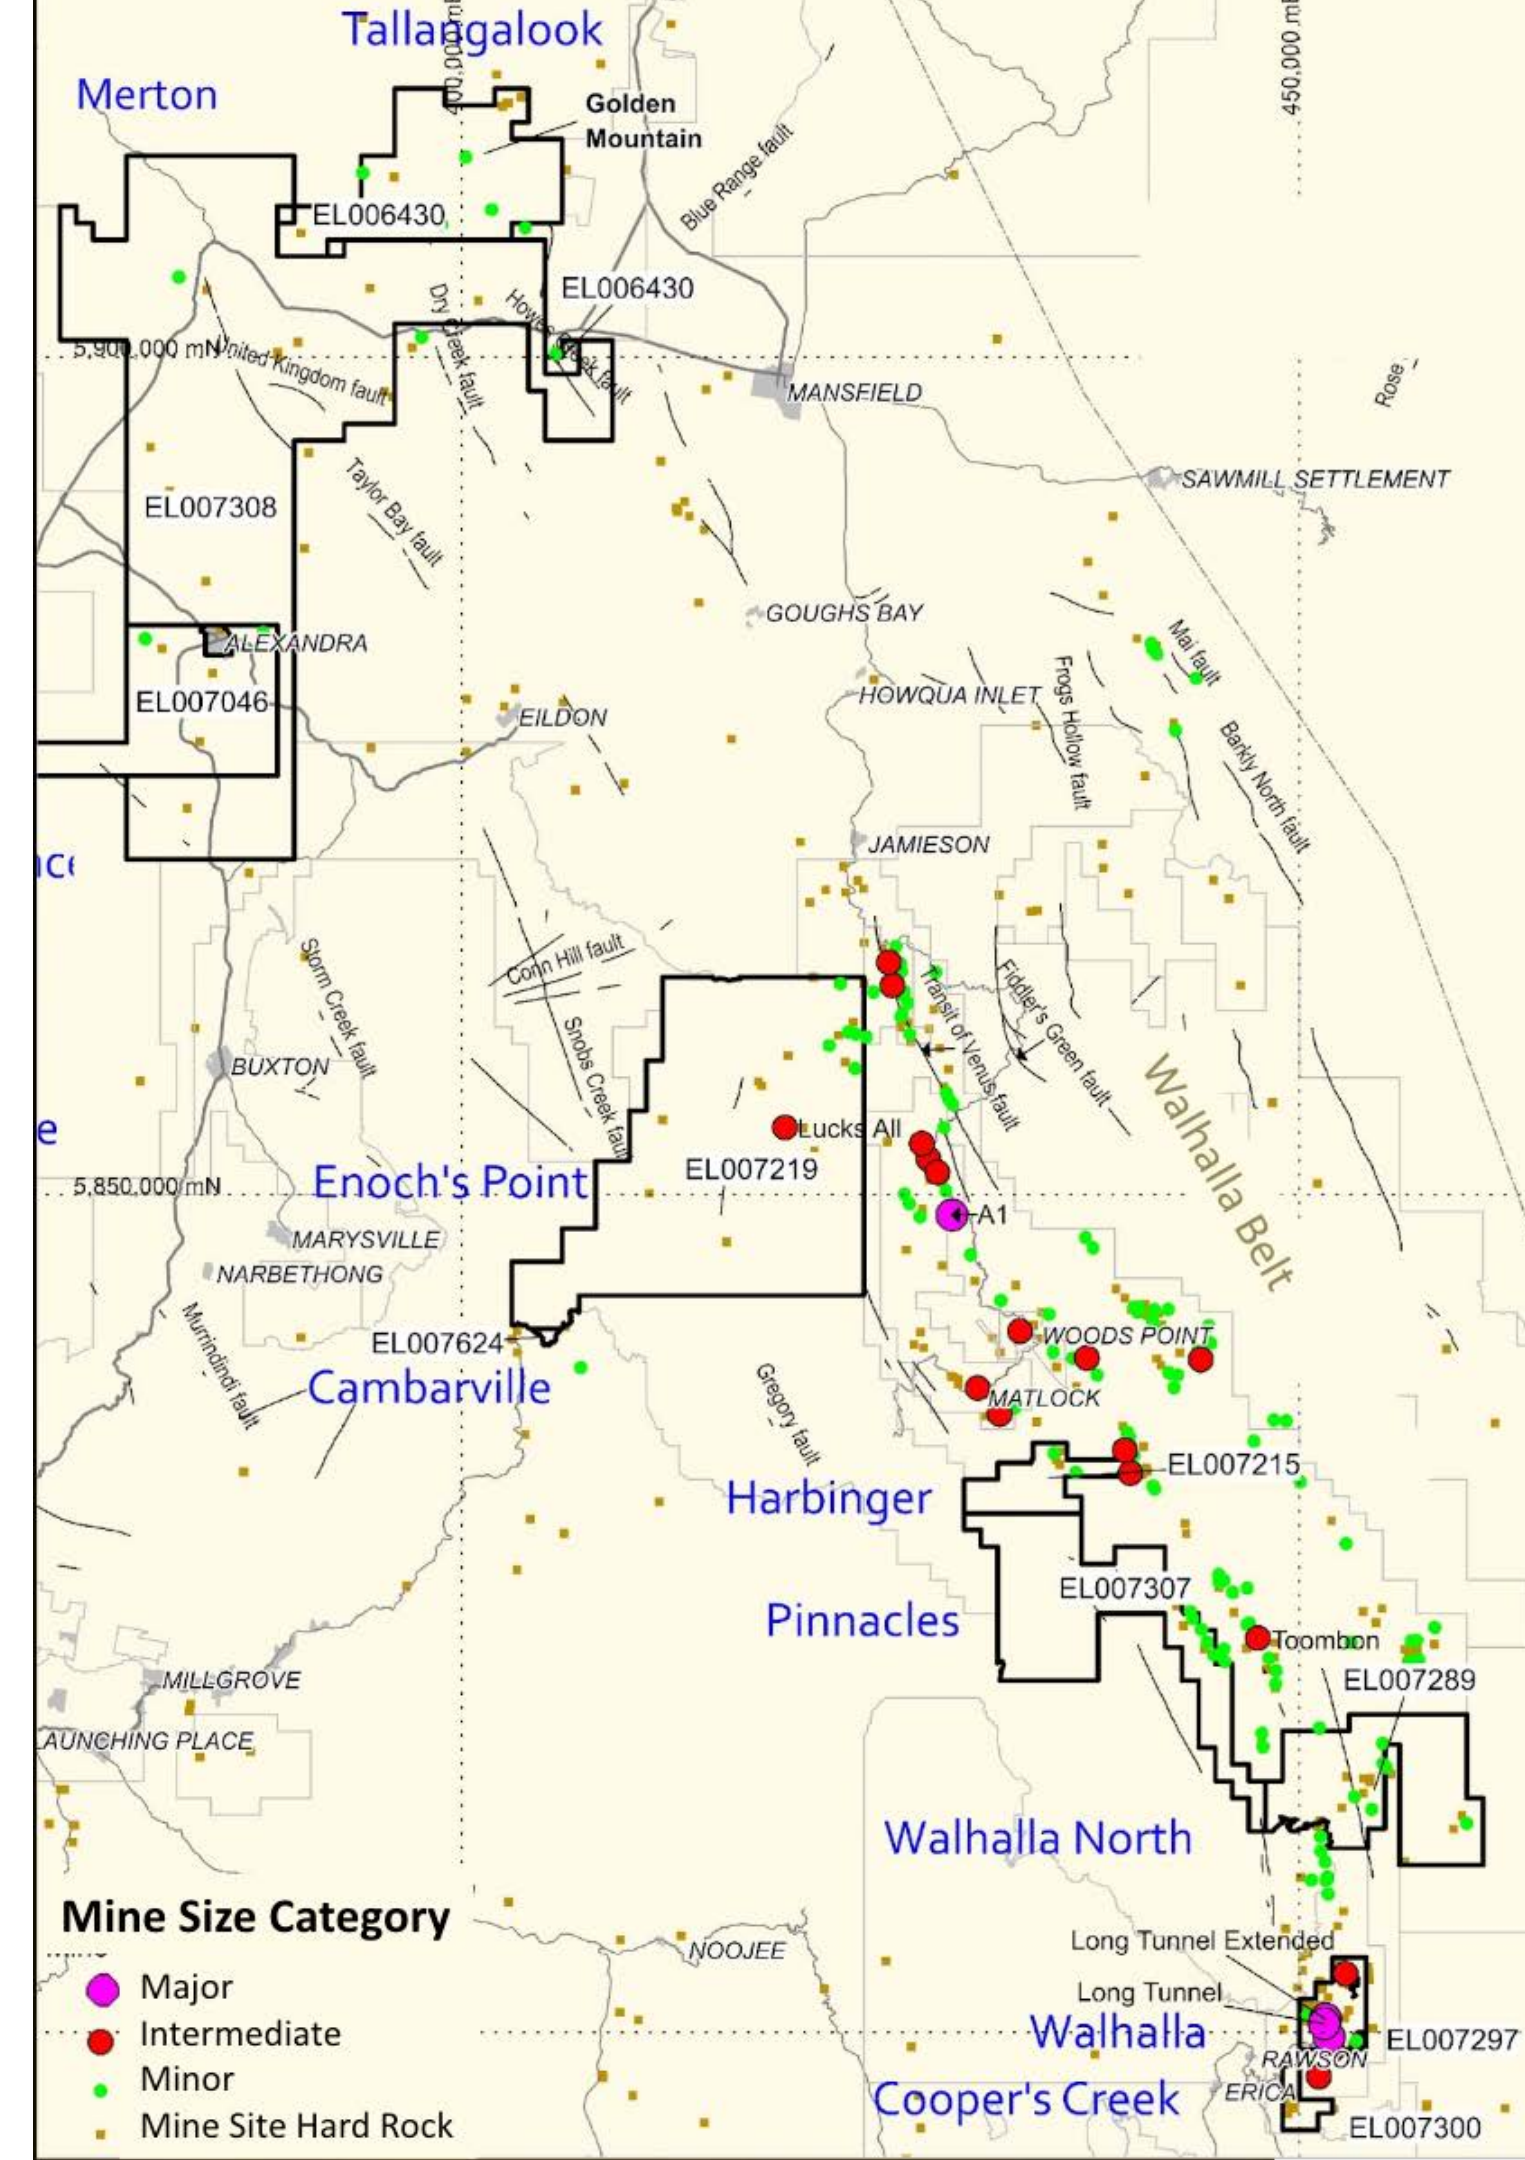 Tallangalook
Merton
400,000 mE
450,000 mE
Golden
Mountain
Blue Range fault
EL006430
EL006430
Dry Creek fault
Howes Creek fault
5,900,000 mN
United Kingdom fault
MANSFIELD
Rose
SAWMILL SETTLEMENT
Taylor Bay fault
EL007308
GOUGHS BAY
ALEXANDRA
Mai fault
EL007046
HOWQUA INLET
Frogs Hollow fault
EILDON
Barkly North fault
JAMIESON
Storm Creek fault
Conn Hill fault
Transit of Venus fault
Fiddler's Green fault
Snobs Creek fault
BUXTON
Walhalla Belt
e
Lucks All
EL007219
Enoch's Point
5,850,000 mN
A1
MARYSVILLE
NARBETHONG
Murrindindi fault
EL007624
WOODS POINT
Cambarville
Gregory fault
MATLOCK
EL007215
Harbinger
EL007307
Pinnacles
Toombon
EL007289
MILLGROVE
LAUNCHING PLACE
Walhalla North
Mine Size Category
Major
Intermediate
Minor
Mine Site Hard Rock
NOOJEE
Long Tunnel Extended
Long Tunnel
Walhalla
EL007297
RAWSON
ERICA
Cooper's Creek
EL007300